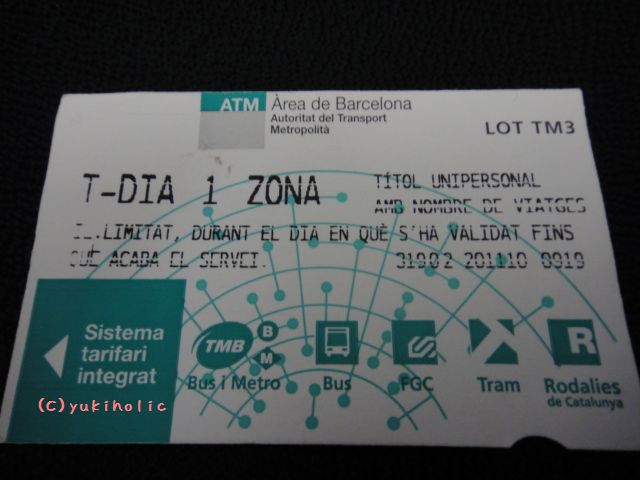 ATM
Àrea de Barcelona
Autoritat del Transport
Metropolità
LOT TM3
T-DIA 1 ZONA
TÍTOL UNIPERSONAL
AMB NOMBRE DE VIATGES
IL.LIMITAT, DURANT EL DIA EN QUÈ S'HA VALIDAT FINS
QUÈ ACABA EL SERVEI.
31902 201110 0919
Sistema
tarifari
integrat
TMB
B
M
Bus i Metro
Bus
FGC
Tram
R
Rodalies
de Catalunya
(C)yukiholic